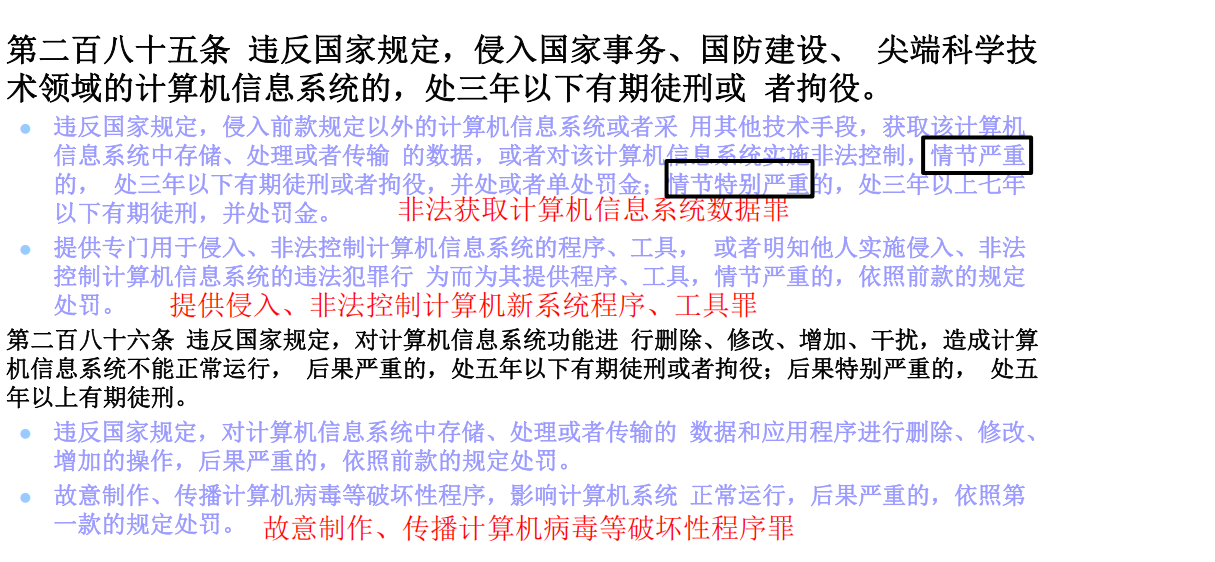 第二百八十五条 违反国家规定，侵入国家事务、国防建设、 尖端科学技
术领域的计算机信息系统的，处三年以下有期徒刑或 者拘役。
违反国家规定，侵入前款规定以外的计算机信息系统或者采 用其他技术手段，获取该计算机
信息系统中存储、处理或者传输 的数据，或者对该计算机信息系统实施非法控制，情节严重
的， 处三年以下有期徒刑或者拘役，并处或者单处罚金；情节特别严重的，处三年以上七年
以下有期徒刑，并处罚金。 非法获取计算机信息系统数据罪
提供专门用于侵入、非法控制计算机信息系统的程序、工具， 或者明知他人实施侵入、非法
控制计算机信息系统的违法犯罪行 为而为其提供程序、工具，情节严重的，依照前款的规定
处罚。 提供侵入、非法控制计算机新系统程序、工具罪
第二百八十六条 违反国家规定，对计算机信息系统功能进 行删除、修改、增加、干扰，造成计算
机信息系统不能正常运行， 后果严重的，处五年以下有期徒刑或者拘役；后果特别严重的， 处五
年以上有期徒刑。
违反国家规定，对计算机信息系统中存储、处理或者传输的 数据和应用程序进行删除、修改、
增加的操作，后果严重的，依照前款的规定处罚。
故意制作、传播计算机病毒等破坏性程序，影响计算机系统 正常运行，后果严重的，依照第
一款的规定处罚。 故意制作、传播计算机病毒等破坏性程序罪